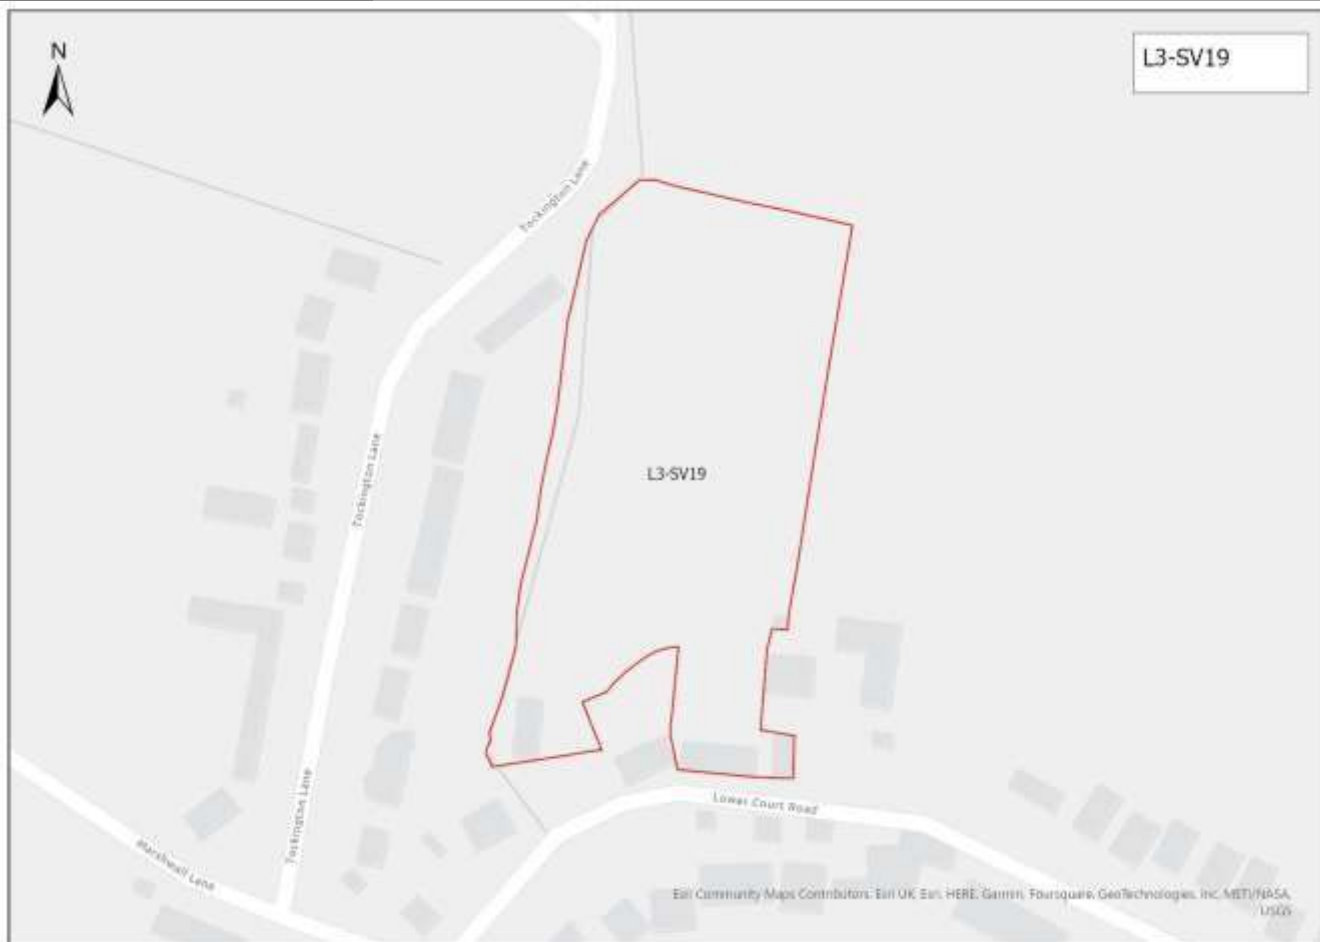 N
L3-SV19
Tockington Lane
L3-SV19
Tockington Lane
Lower Court Road
Tockington Lane
Marshwall Lane
Esri Community Maps Contributors, Esri UK, Esri, HERE, Garmin, Foursquare, GeoTechnologies, Inc, METI/NASA,
USGS